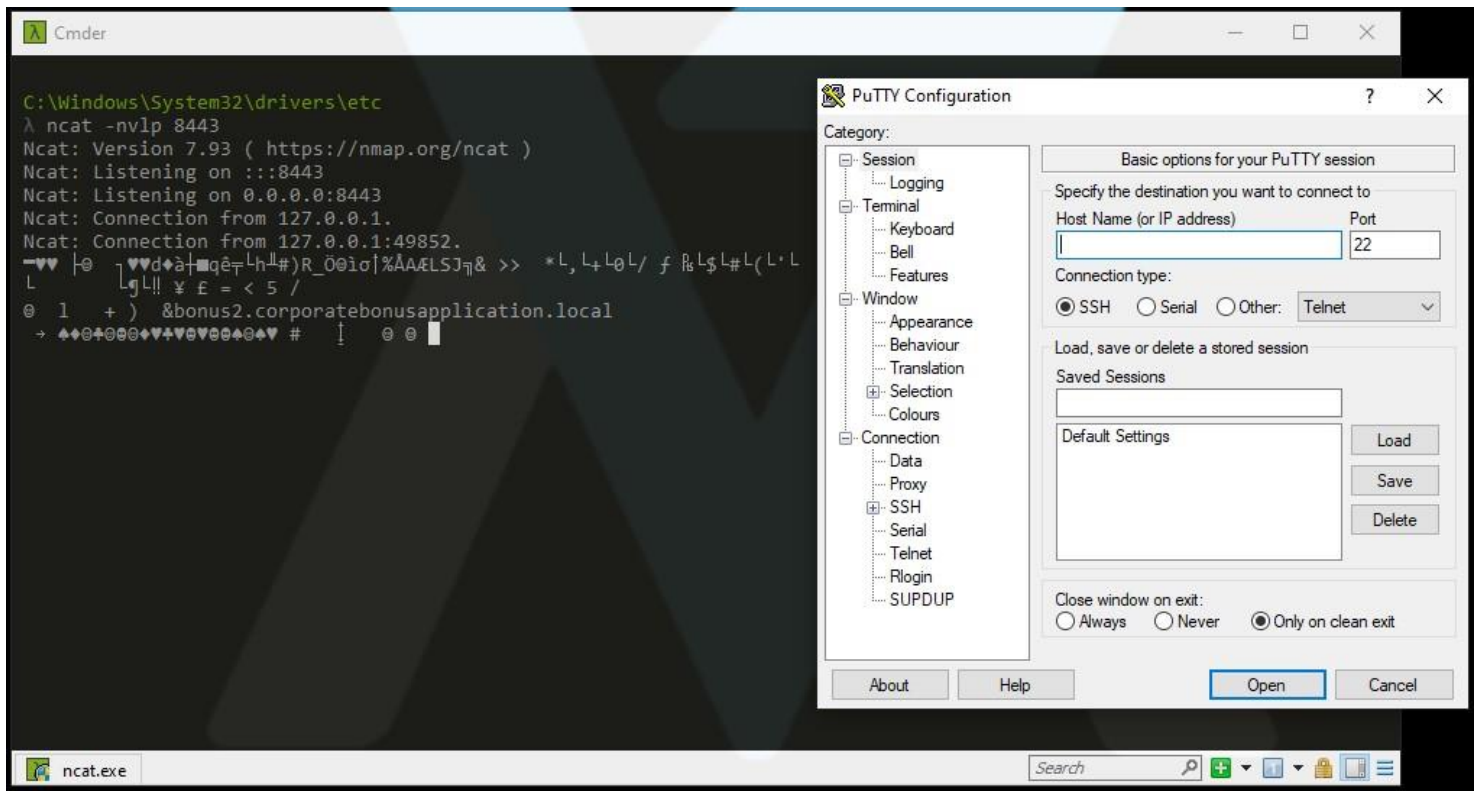 Cmder
C:\Windows\System32\drivers\etc
λ ncat -nvlp 8443
Ncat: Version 7.93 ( https://nmap.org/ncat )
Ncat: Listening on :::8443
Ncat: Listening on 0.0.0.0:8443
Ncat: Connection from 127.0.0.1.
Ncat: Connection from 127.0.0.1:49852.
&bonus2.corporatebonusapplication.local
ncat.exe
Search
PuTTY Configuration
Category:
Session
Logging
Terminal
Keyboard
Bell
Features
Window
Appearance
Behaviour
Translation
Selection
Colours
Connection
Data
Proxy
SSH
Serial
Telnet
Rlogin
SUPDUP
Basic options for your PuTTY session
Specify the destination you want to connect to
Host Name (or IP address) Port
22
Connection type:
SSH Serial Other: Telnet
Load, save or delete a stored session
Saved Sessions
Default Settings
Load
Save
Delete
Close window on exit:
Always Never Only on clean exit
About Help Open Cancel